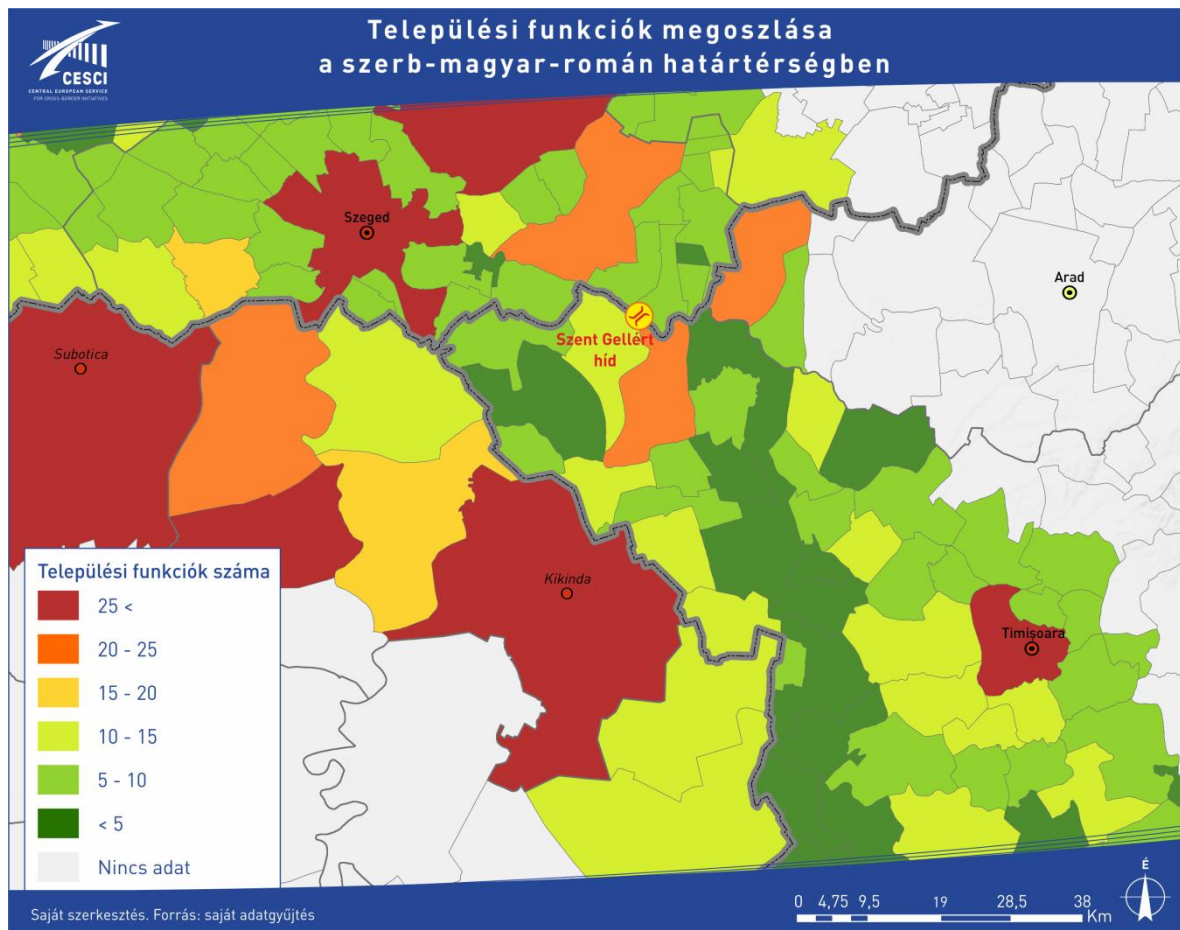 CESCI
CENTRAL EUROPEAN SERVICE
FOR CROSS-BORDER INITIATIVES
Települési funkciók megoszlása
a szerb-magyar-román határtérségben
Szeged
Arad
Szent Gellért
híd
Subotica
Kikinda
Timișoara
Települési funkciók száma
25 <
20 - 25
15 - 20
10 - 15
5 - 10
< 5
Nincs adat
Saját szerkesztés. Forrás: saját adatgyűjtés
0 4,75 9,5 19 28,5 38
Km
É